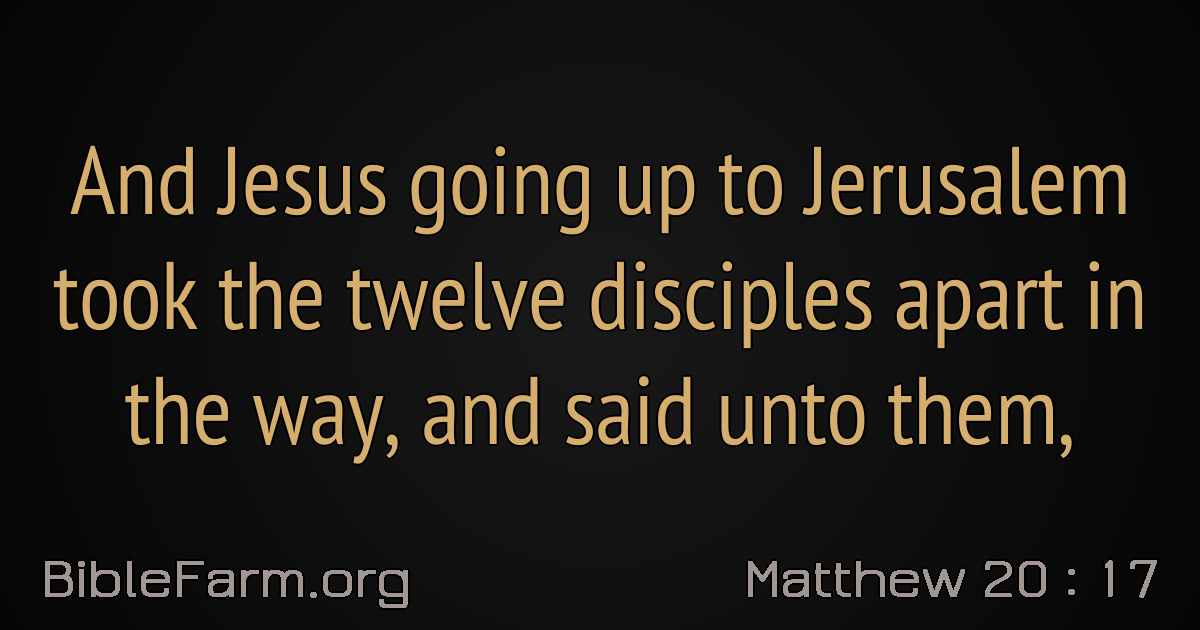 And Jesus going up to Jerusalem
took the twelve disciples apart in
the way, and said unto them,
BibleFarm.org
Matthew 20 : 17